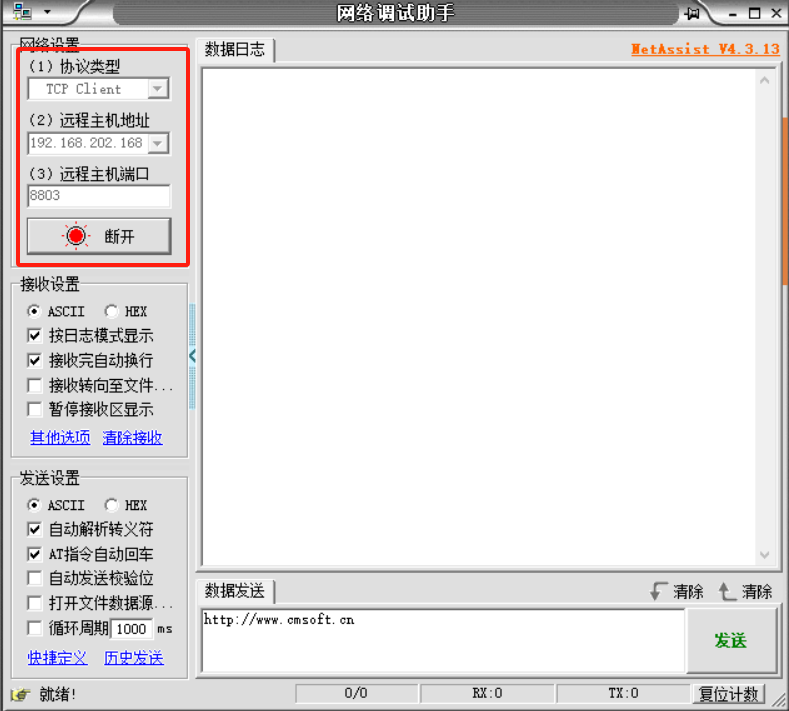 网络调试助手
网络设置
(1) 协议类型
TCP Client
(2) 远程主机地址
192.168.202.168
(3) 远程主机端口
8803
断开
接收设置
ASCII HEX
按日志模式显示
接收完自动换行
接收转向至文件...
暂停接收区显示
其他选项 清除接收
发送设置
ASCII HEX
自动解析转义符
AT指令自动回车
自动发送校验位
打开文件数据源...
循环周期 1000 ms
快捷定义 历史发送
数据日志
NetAssist V4.3.13
数据发送
清除 清除
http://www.cmsoft.cn
发送
就绪!
0/0
RX:0
TX:0
复位计数